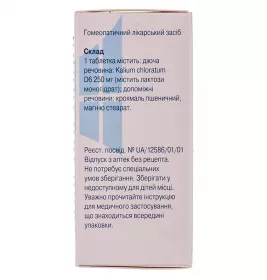 Гомеопатичний лікарський засіб
Склад
1 таблетка містить: діюча
речовина: Kalium chloratum
D6 250 мг (містить лактози
моногідрат); допоміжні
речовини: крохмаль пшеничний,
магнію стеарат.
Реєст. посвід. № UA/12586/01/01
Відпуск з аптек без рецепта.
Не потребує спеціальних
умов зберігання. Зберігати у
недоступному для дітей місці.
Уважно прочитайте інструкцію
для медичного застосування,
що знаходиться всередині
упаковки.